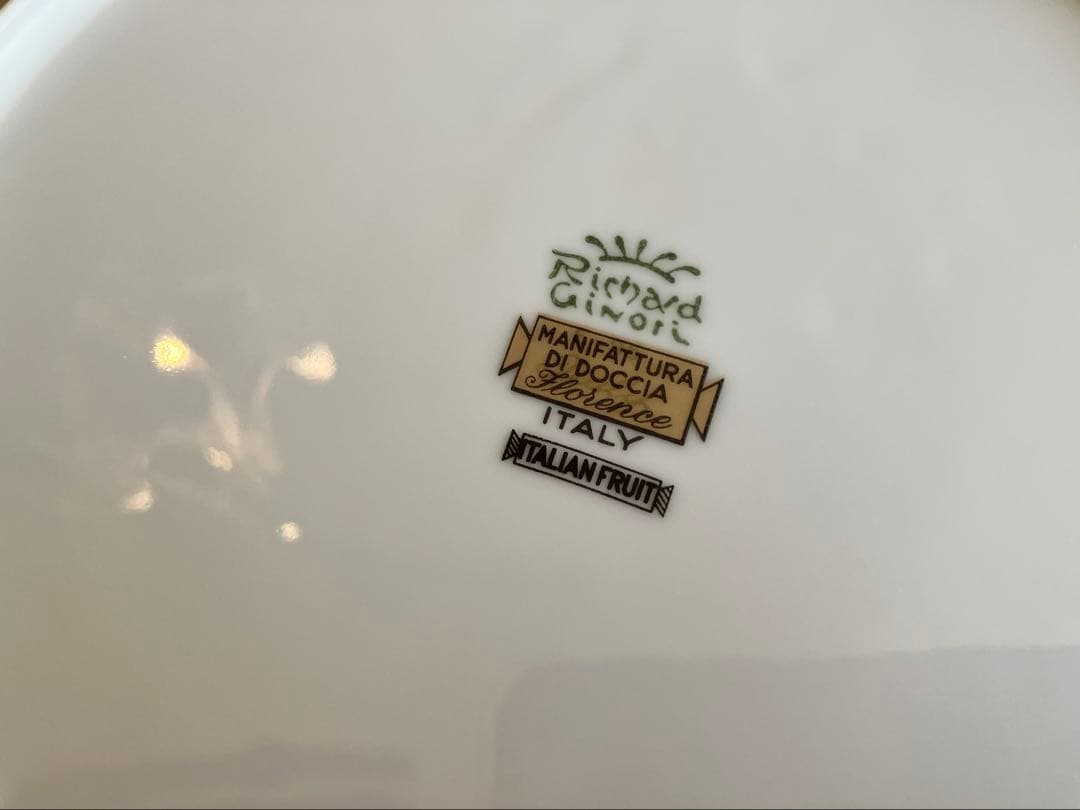 Richard
Ginori
MANIFATTURA
DI DOCCIA
Florence
ITALY
ITALIAN FRUIT